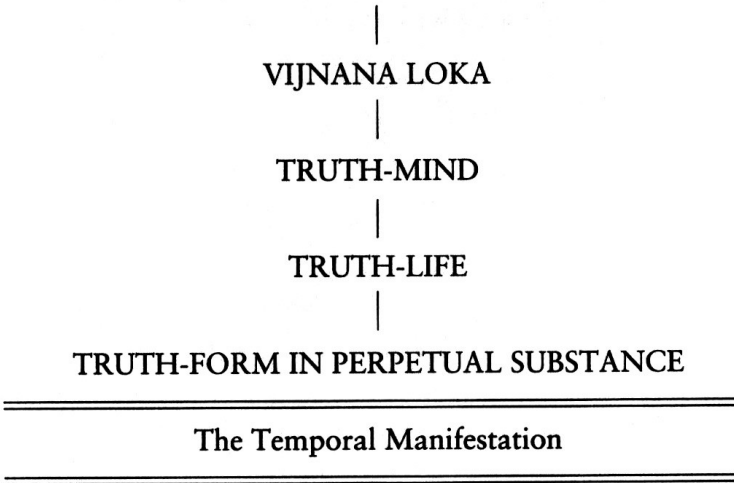 VIJNANA LOKA
TRUTH-MIND
TRUTH-LIFE
TRUTH-FORM IN PERPETUAL SUBSTANCE
The Temporal Manifestation